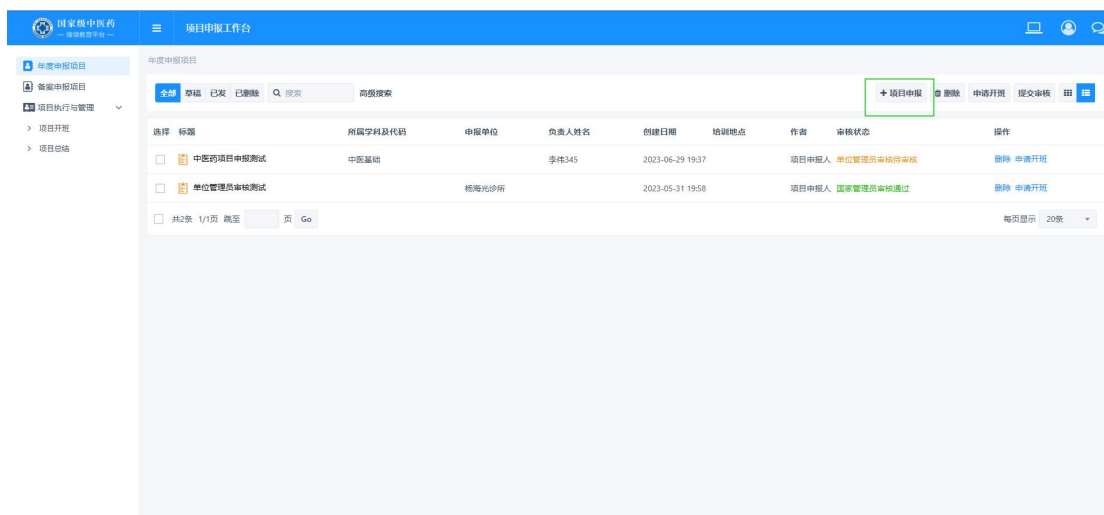 国家级中医药
— 继续教育平台 —
项目申报工作台
年度申报项目
备案申报项目
项目执行与管理
> 项目开班
> 项目总结
年度申报项目
全部 草稿 已发 已删除 搜索 高级搜索 +项目申报 删除 申请开班 提交审核
选择 标题 所属学科及代码 申报单位 负责人姓名 创建日期 培训地点 作者 审核状态 操作
中医药项目申报测试 中医基础 李伟345 2023-06-29 19:37 项目申报人 单位管理员审核待审核 删除 申请开班
单位管理员审核测试 杨海光诊所 2023-05-31 19:58 项目申报人 国家管理员审核通过 删除 申请开班
共2条 1/1页 跳至 页 Go 每页显示 20条